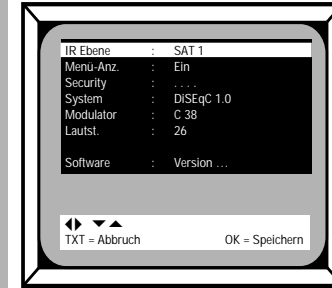 IR Ebene : SAT 1
Menü-Anz. : Ein
Security : . . . .
System : DiSEqC 1.0
Modulator : C 38
Lautst. : 26
Software : Version ...
TXT = Abbruch OK = Speichern